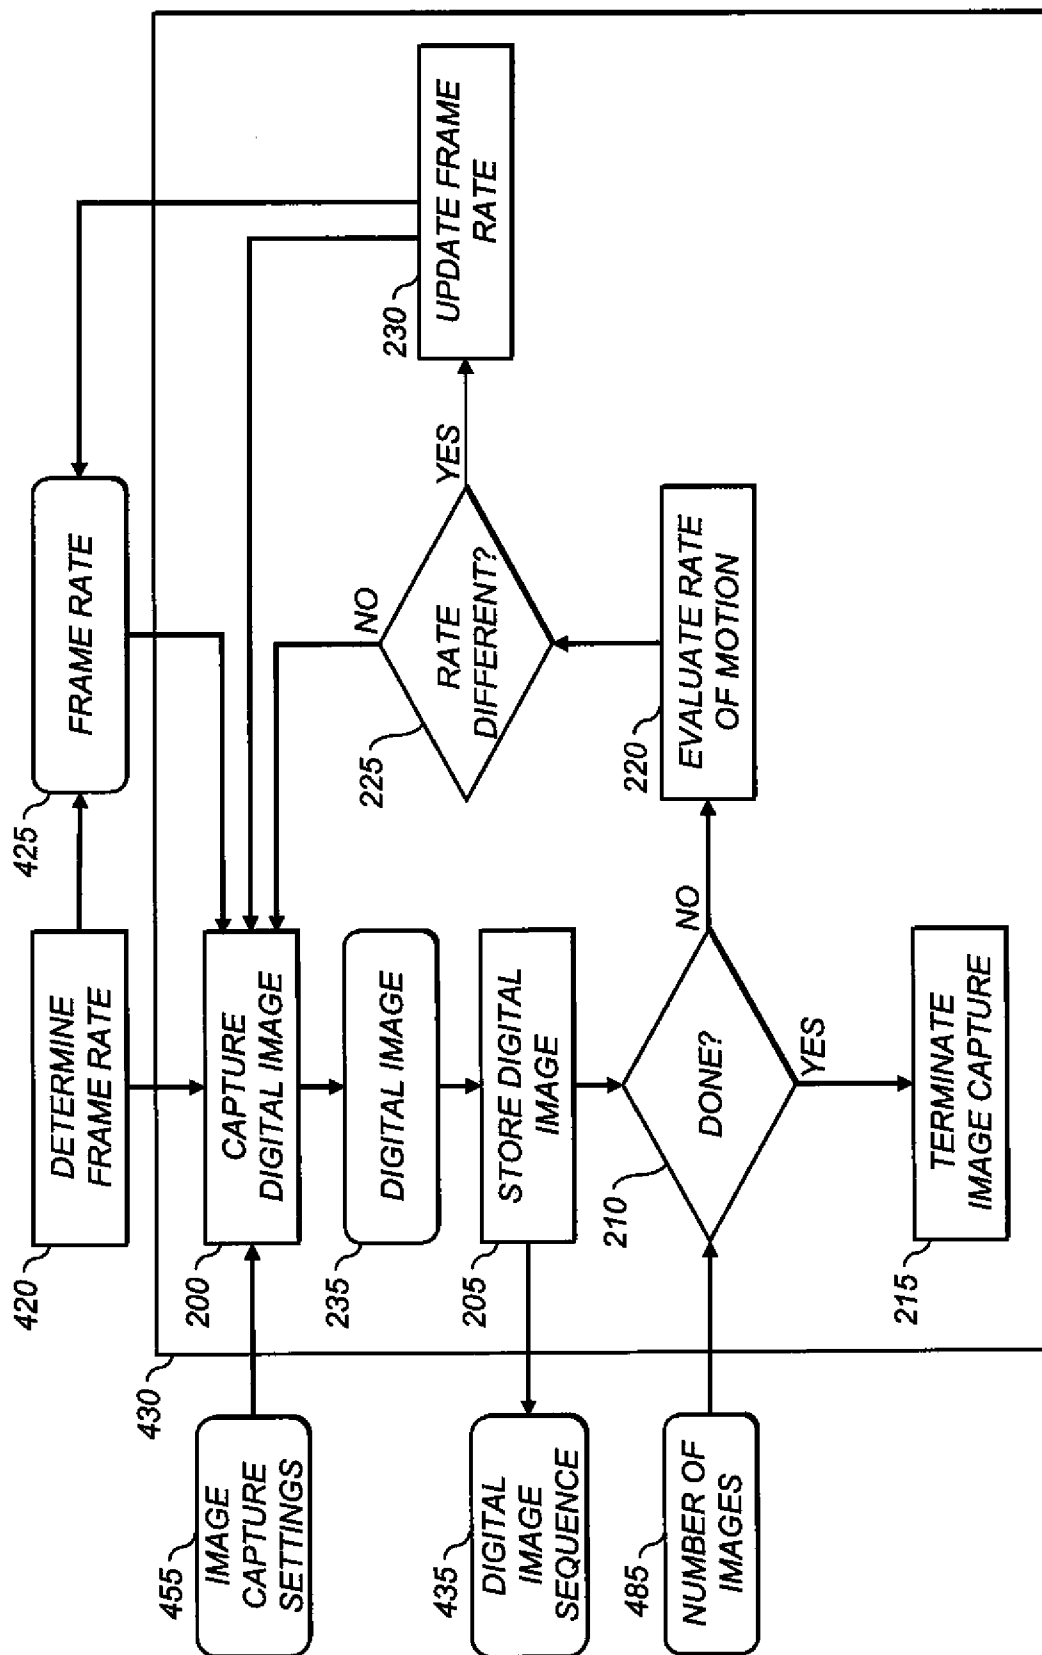 420
DETERMINE
FRAME RATE
425
FRAME RATE
430
455
IMAGE
CAPTURE
SETTINGS
200
CAPTURE
DIGITAL IMAGE
235
DIGITAL IMAGE
435
DIGITAL
IMAGE
SEQUENCE
205
STORE DIGITAL
IMAGE
485
NUMBER OF
IMAGES
210
DONE?
NO
YES
215
TERMINATE
IMAGE CAPTURE
220
EVALUATE RATE
OF MOTION
225
RATE
DIFFERENT?
NO
YES
230
UPDATE FRAME
RATE